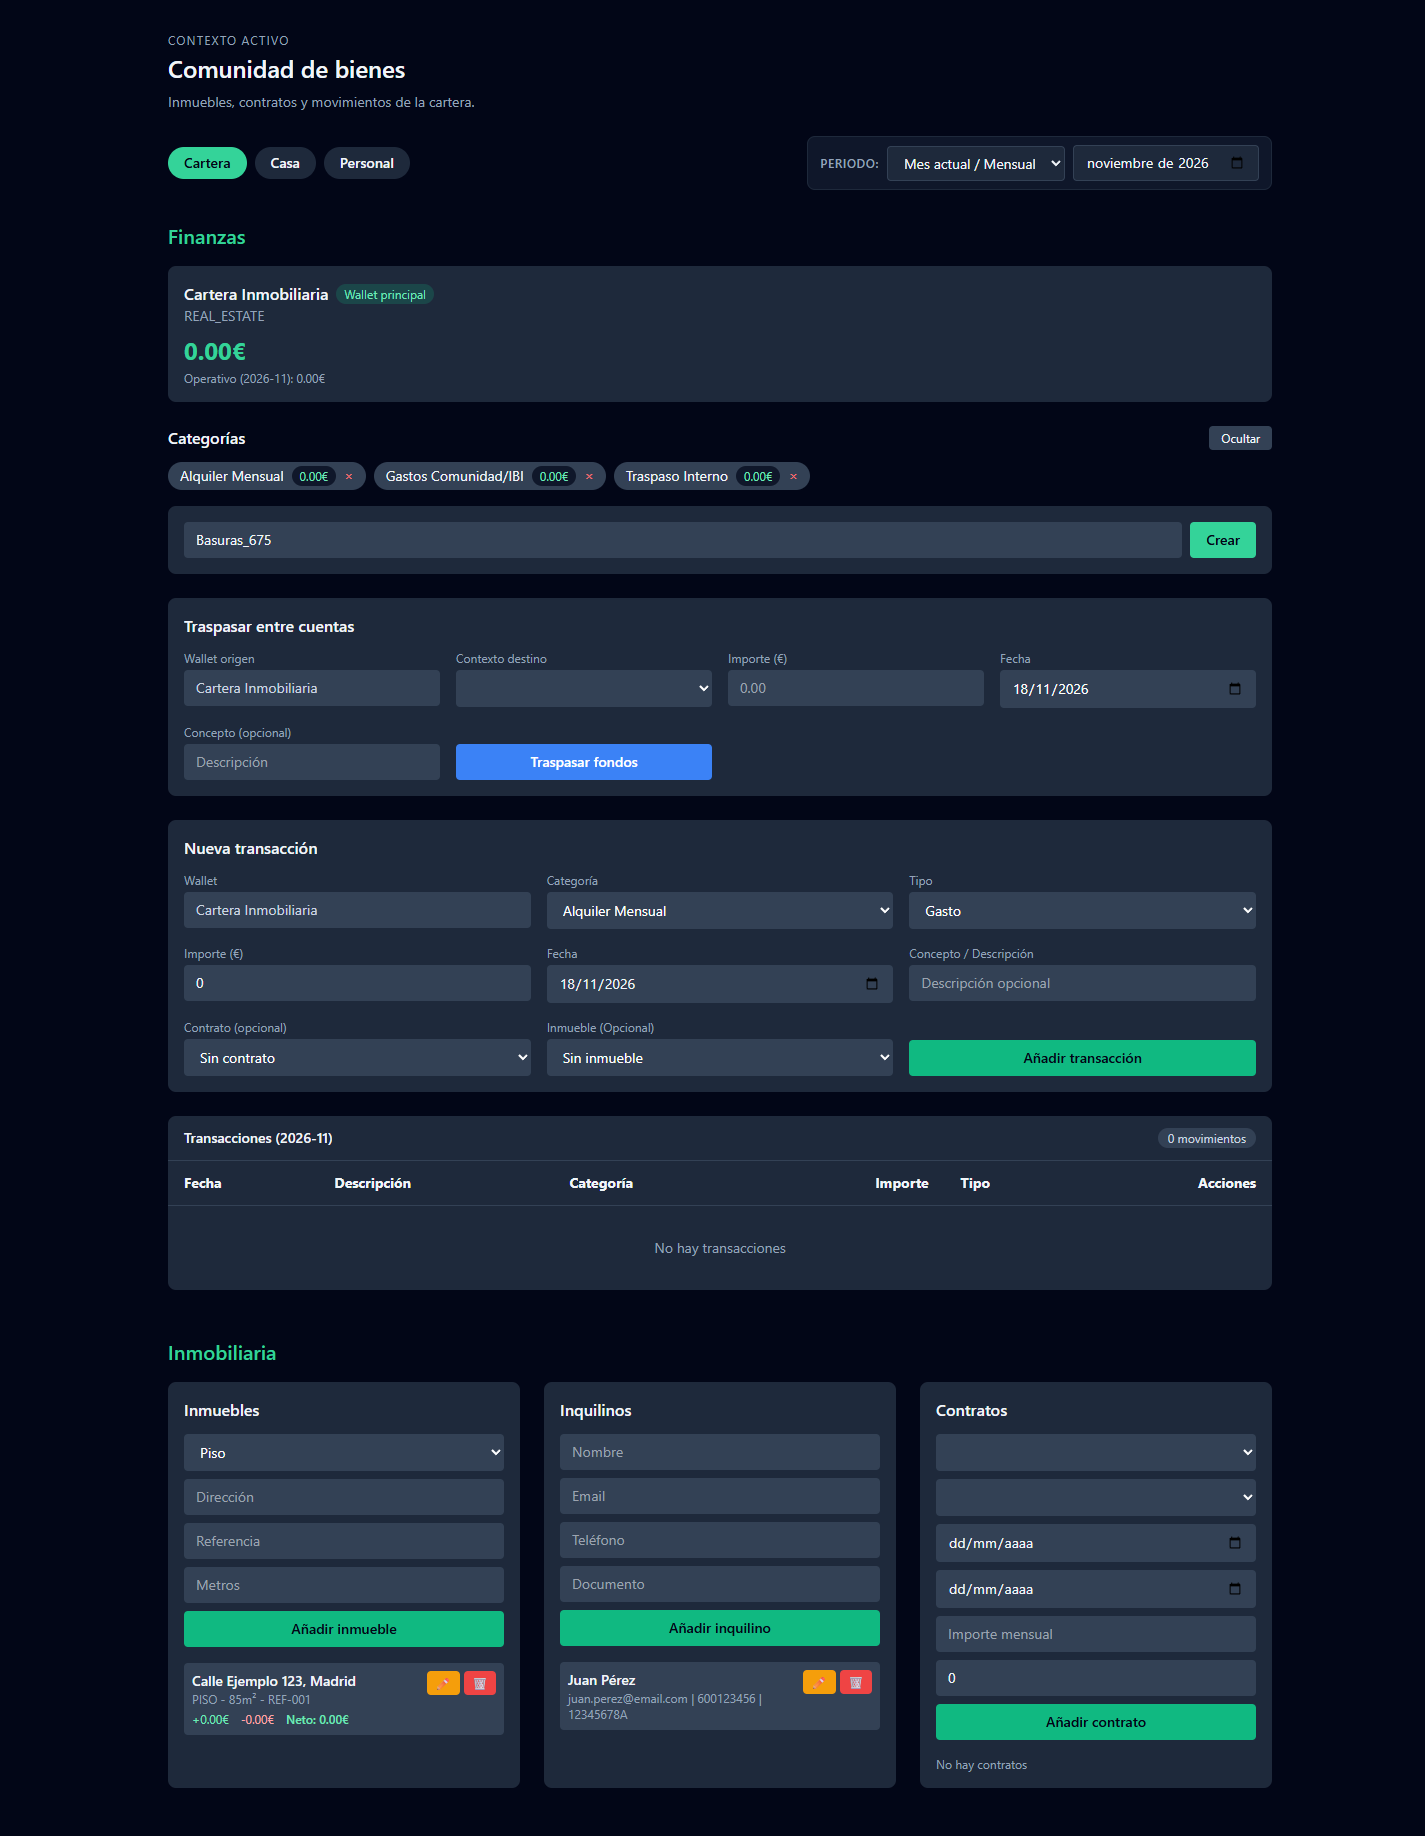 CONTEXTO ACTIVO
Comunidad de bienes
Inmuebles, contratos y movimientos de la cartera.
Cartera Casa Personal
PERIODO: Mes actual / Mensual noviembre de 2026
Finanzas
Cartera Inmobiliaria Wallet principal
REAL_ESTATE
0.00€
Operativo (2026-11): 0.00€
Categorías Ocultar
Alquiler Mensual 0.00€ × Gastos Comunidad/IBI 0.00€ × Traspaso Interno 0.00€ ×
Basuras_675 Crear
Traspasar entre cuentas
Wallet origen Contexto destino Importe (€) Fecha
Cartera Inmobiliaria 0.00 18/11/2026
Concepto (opcional)
Descripción Traspasar fondos
Nueva transacción
Wallet Categoría Tipo
Cartera Inmobiliaria Alquiler Mensual Gasto
Importe (€) Fecha Concepto / Descripción
0 18/11/2026 Descripción opcional
Contrato (opcional) Inmueble (Opcional)
Sin contrato Sin inmueble Añadir transacción
Transacciones (2026-11) 0 movimientos
Fecha Descripción Categoría Importe Tipo Acciones
No hay transacciones
Inmobiliaria
Inmuebles
Piso
Dirección
Referencia
Metros
Añadir inmueble
Calle Ejemplo 123, Madrid
PISO - 85m² - REF-001
+0.00€ -0.00€ Neto: 0.00€
Inquilinos
Nombre
Email
Teléfono
Documento
Añadir inquilino
Juan Pérez
juan.perez@email.com | 600123456 |
12345678A
Contratos
dd/mm/aaaa
dd/mm/aaaa
Importe mensual
0
Añadir contrato
No hay contratos